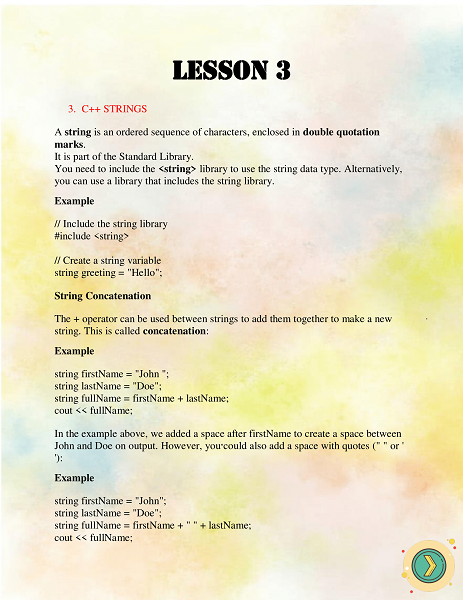 LESSON 3
3. C++ STRINGS
A string is an ordered sequence of characters, enclosed in double quotation
marks.
It is part of the Standard Library.
You need to include the <string> library to use the string data type. Alternatively,
you can use a library that includes the string library.
Example
// Include the string library
#include <string>
// Create a string variable
string greeting = "Hello";
String Concatenation
The + operator can be used between strings to add them together to make a new
string. This is called concatenation:
Example
string firstName = "John ";
string lastName = "Doe";
string fullName = firstName + lastName;
cout << fullName;
In the example above, we added a space after firstName to create a space between
John and Doe on output. However, you could also add a space with quotes (" " or '
'):
Example
string firstName = "John";
string lastName = "Doe";
string fullName = firstName + " " + lastName;
cout << fullName;